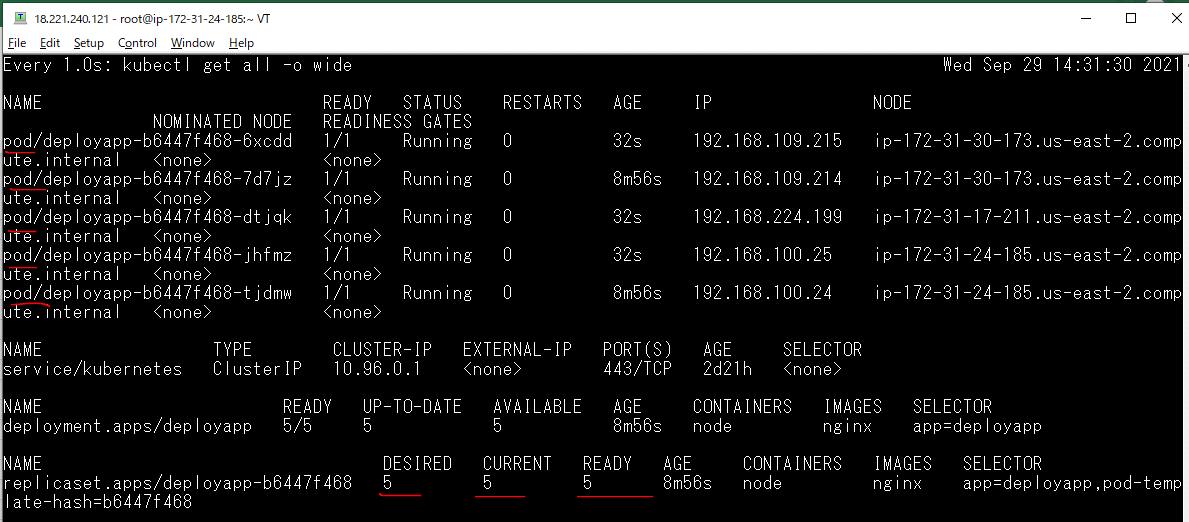 18.221.240.121 - root@ip-172-31-24-185:~ VT
File Edit Setup Control Window Help
Every 1.0s: kubectl get all -o wide Wed Sep 29 14:31:30 2021
NAME READY STATUS RESTARTS AGE IP NODE
NOMINATED NODE READINESS GATES
pod/deployapp-b6447f468-6xcdd 1/1 Running 0 32s 192.168.109.215 ip-172-31-30-173.us-east-2.comp
ute.internal <none> <none>
pod/deployapp-b6447f468-7d7jz 1/1 Running 0 8m56s 192.168.109.214 ip-172-31-30-173.us-east-2.comp
ute.internal <none> <none>
pod/deployapp-b6447f468-dtjqk 1/1 Running 0 32s 192.168.224.199 ip-172-31-17-211.us-east-2.comp
ute.internal <none> <none>
pod/deployapp-b6447f468-jhfmz 1/1 Running 0 32s 192.168.100.25 ip-172-31-24-185.us-east-2.comp
ute.internal <none> <none>
pod/deployapp-b6447f468-tjdmw 1/1 Running 0 8m56s 192.168.100.24 ip-172-31-24-185.us-east-2.comp
ute.internal <none> <none>
NAME TYPE CLUSTER-IP EXTERNAL-IP PORT(S) AGE SELECTOR
service/kubernetes ClusterIP 10.96.0.1 <none> 443/TCP 2d21h <none>
NAME READY UP-TO-DATE AVAILABLE AGE CONTAINERS IMAGES SELECTOR
deployment.apps/deployapp 5/5 5 5 8m56s node nginx app=deployapp
NAME DESIRED CURRENT READY AGE CONTAINERS IMAGES SELECTOR
replicaset.apps/deployapp-b6447f468 5 5 5 8m56s node nginx app=deployapp,pod-temp
late-hash=b6447f468